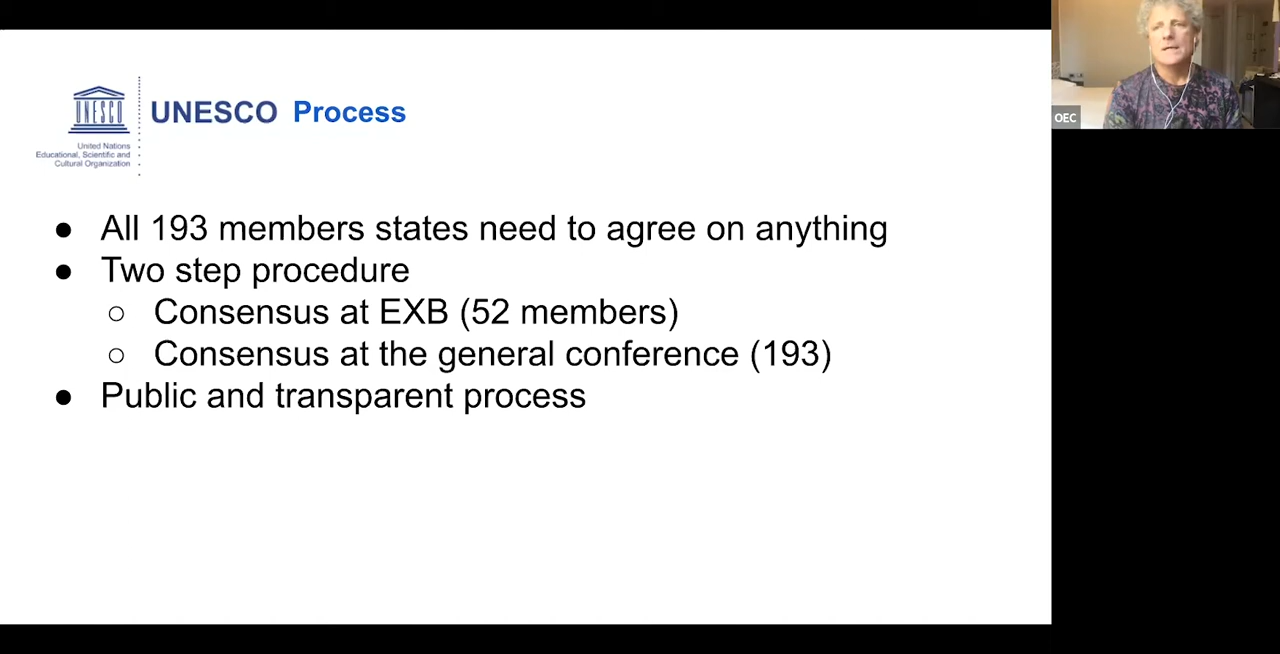 UNESCO
United Nations
Educational, Scientific and
Cultural Organization
UNESCO Process
● All 193 members states need to agree on anything
● Two step procedure
○ Consensus at EXB (52 members)
○ Consensus at the general conference (193)
● Public and transparent process
OEC